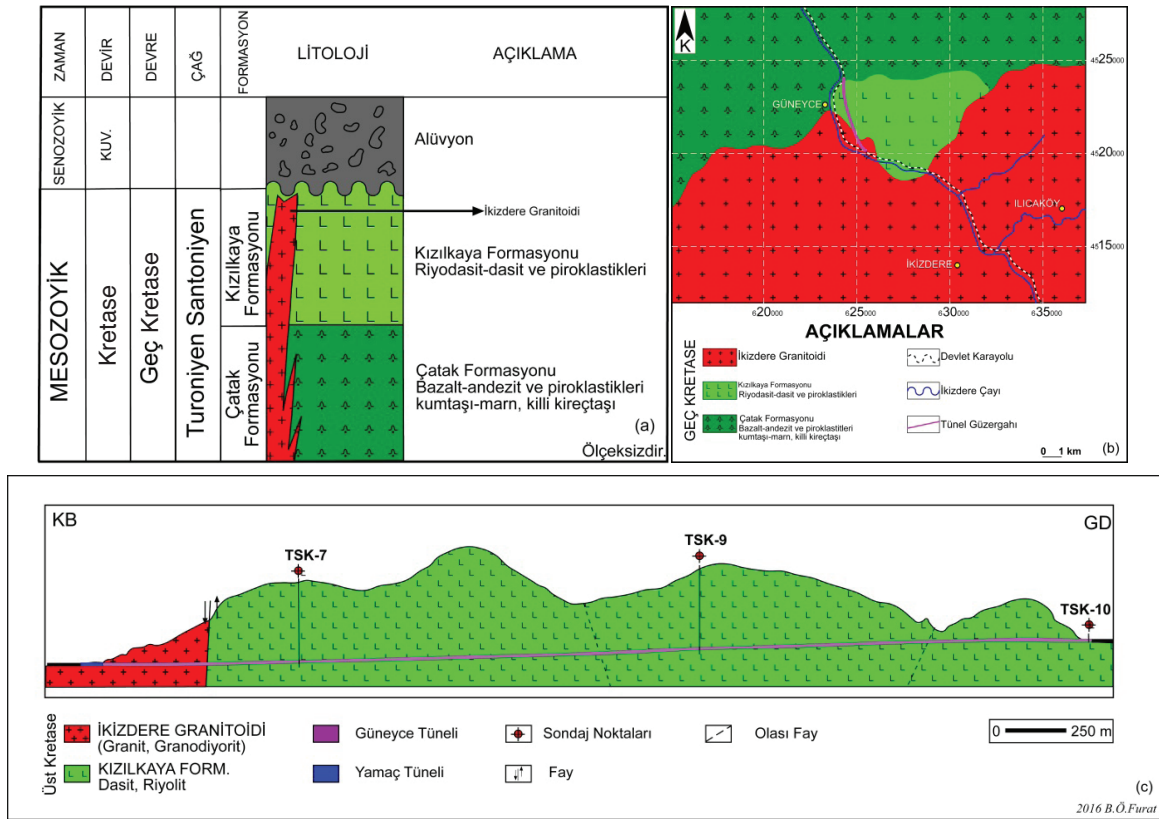 ZAMAN
DEVİR
DEVRE
ÇAĞ
FORMASYON
LİTOLOJİ
AÇIKLAMA
SENOZOYİK
KUV.
Alüvyon
MESOZOYİK
Kretase
Geç Kretase
Turoniyen Santoniyen
Kızılkaya
Formasyonu
İkizdere Granitoidi
Kızılkaya Formasyonu
Riyodasit-dasit ve piroklastikleri
Çatak
Formasyonu
Çatak Formasyonu
Bazalt-andezit ve piroklastikleri
kumtaşı-marn, killi kireçtaşı
(a)
Ölçeksizdir.
K
GÜNEYCE
ILICAKÖY
İKİZDERE
4525000
4520000
4515000
620000
625000
630000
635000
AÇIKLAMALAR
GEÇ KRETASE
İkizdere Granitoidi
Kızılkaya Formasyonu
Riyodasit-dasit ve piroklastikleri
Çatak Formasyonu
Bazalt-andezit ve piroklastitleri
kumtaşı-marn, killi kireçtaşı
Devlet Karayolu
İkizdere Çayı
Tünel Güzergahı
0 1 km
(b)
KB
GD
TSK-7
TSK-9
TSK-10
Üst Kretase
İKİZDERE GRANİTOİDİ
(Granit, Granodiyorit)
KIZILKAYA FORM.
Dasit, Riyolit
Güneyce Tüneli
Yamaç Tüneli
Sondaj Noktaları
Fay
Olası Fay
0 250 m
(c)
2016 B.Ö.Furat